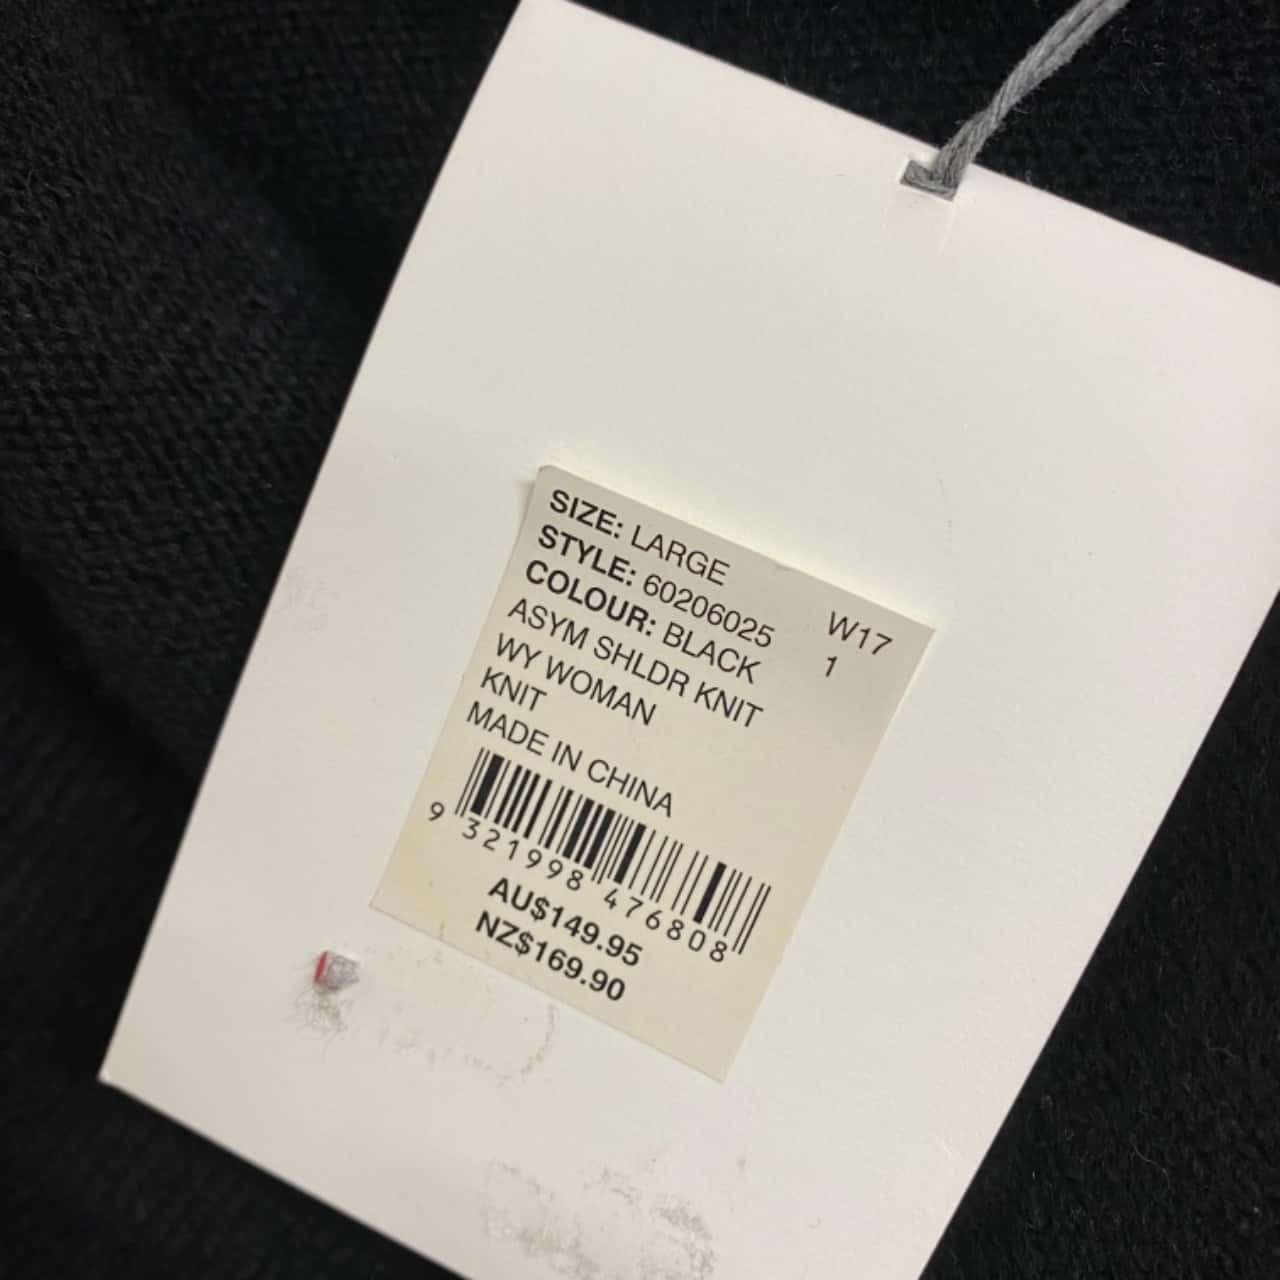 SIZE: LARGE
STYLE: 60206025 W17
COLOUR: BLACK 1
ASYM SHLDR KNIT
WY WOMAN
KNIT
MADE IN CHINA
9 321998 476808
AU$149.95
NZ$169.90